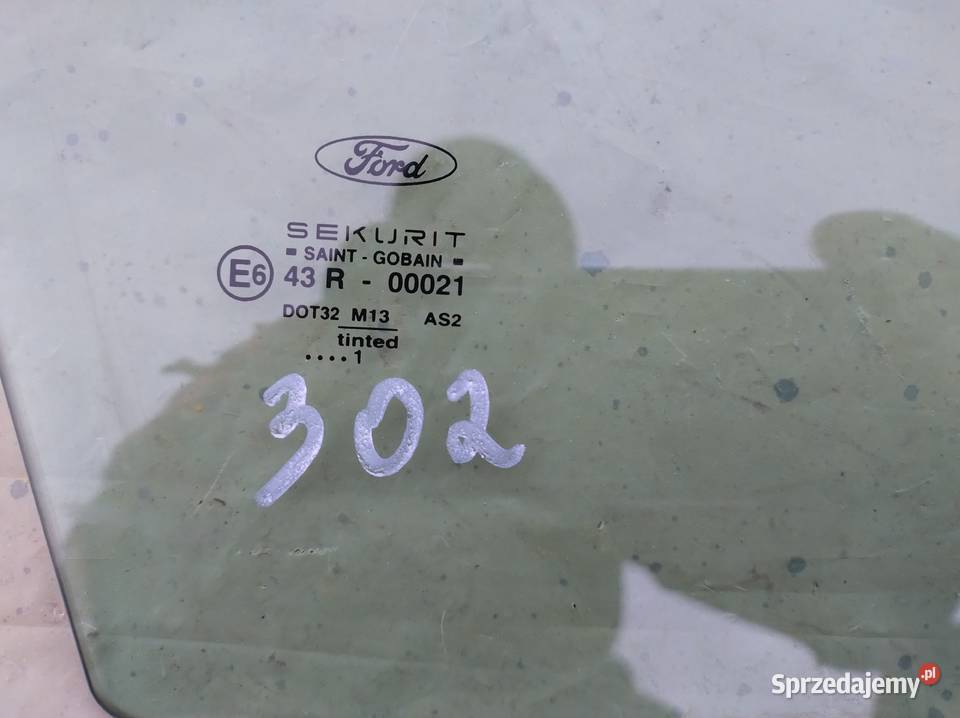 Ford
SEKURIT
SAINT - GOBAIN
E6 43 R - 00021
DOT32 M13 AS2
tinted
....1
302
Sprzedajemy.pl